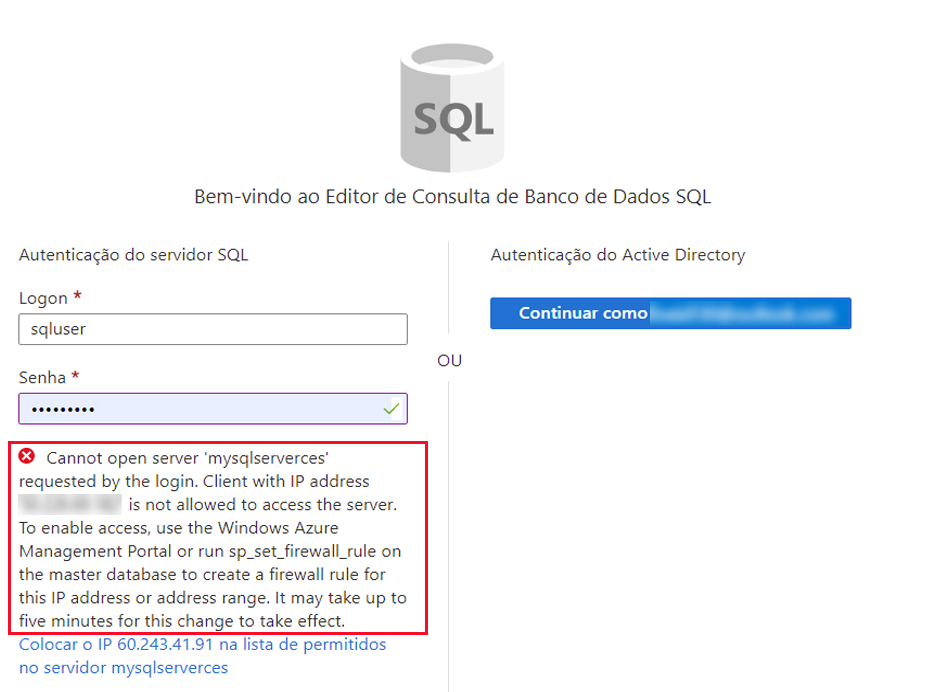 SQL
Bem-vindo ao Editor de Consulta de Banco de Dados SQL
Autenticação do servidor SQL
Logon *
sqluser
Senha *
•••••••••
Cannot open server 'mysqlserverces'
requested by the login. Client with IP address
is not allowed to access the server.
To enable access, use the Windows Azure
Management Portal or run sp_set_firewall_rule on
the master database to create a firewall rule for
this IP address or address range. It may take up to
five minutes for this change to take effect.
Colocar o IP 60.243.41.91 na lista de permitidos
no servidor mysqlserverces
OU
Autenticação do Active Directory
Continuar como